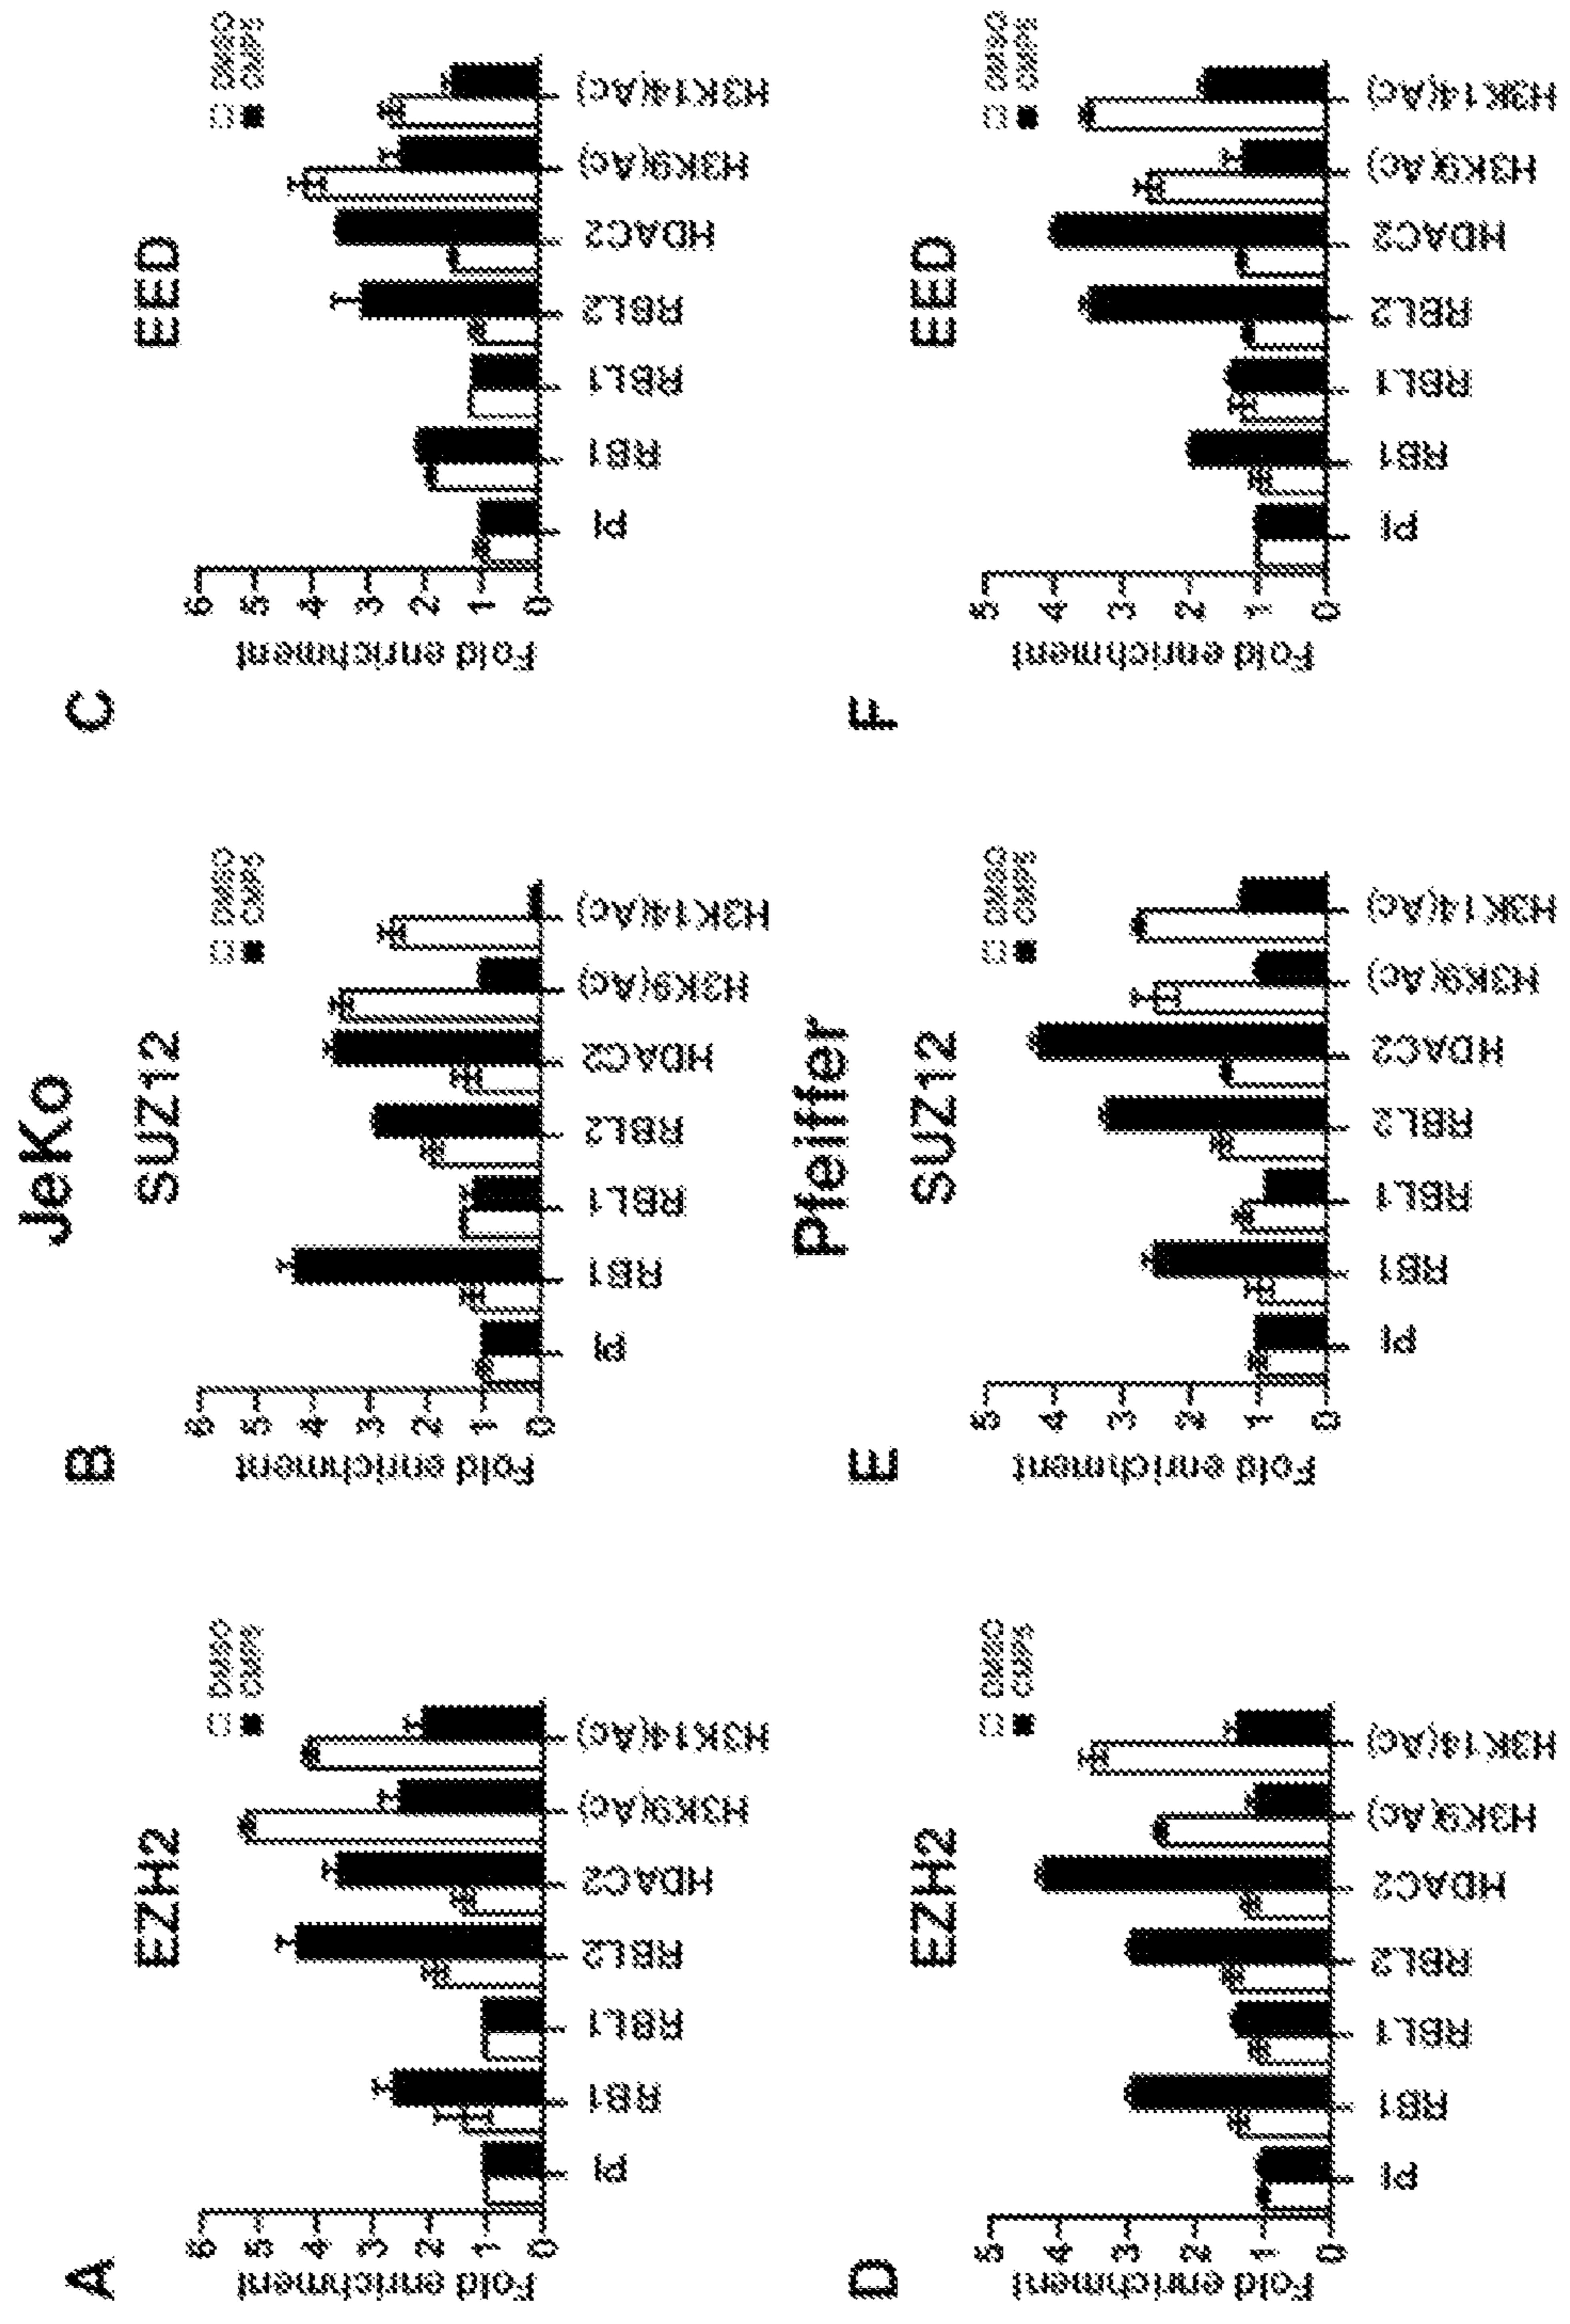 JeKo
A
EZH2
Fold enrichment
6
5
4
3
2
1
0
PI
RB1
RBL1
RBL2
HDAC2
H3K9(Ac)
H3K14(Ac)
DMSO
CMP5
B
SUZ12
Fold enrichment
6
5
4
3
2
1
0
PI
RB1
RBL1
RBL2
HDAC2
H3K9(Ac)
H3K14(Ac)
DMSO
CMP5
C
EED
Fold enrichment
6
5
4
3
2
1
0
PI
RB1
RBL1
RBL2
HDAC2
H3K9(Ac)
H3K14(Ac)
DMSO
CMP5
Pfeiffer
D
EZH2
Fold enrichment
5
4
3
2
1
0
PI
RB1
RBL1
RBL2
HDAC2
H3K9(Ac)
H3K14(Ac)
DMSO
CMP5
E
SUZ12
Fold enrichment
5
4
3
2
1
0
PI
RB1
RBL1
RBL2
HDAC2
H3K9(Ac)
H3K14(Ac)
DMSO
CMP5
F
EED
Fold enrichment
5
4
3
2
1
0
PI
RB1
RBL1
RBL2
HDAC2
H3K9(Ac)
H3K14(Ac)
DMSO
CMP5